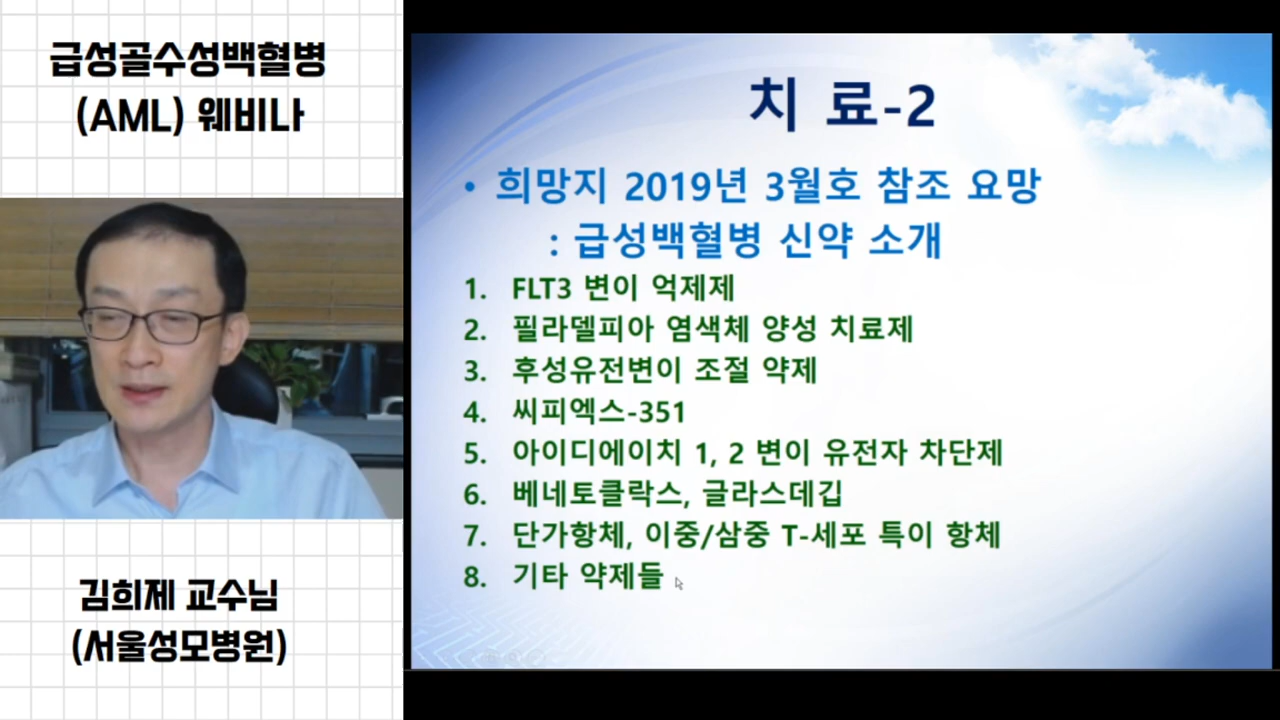 급성골수성백혈병
(AML) 웨비나
김희제 교수님
(서울성모병원)
치 료-2
• 희망지 2019년 3월호 참조 요망
: 급성백혈병 신약 소개
1. FLT3 변이 억제제
2. 필라델피아 염색체 양성 치료제
3. 후성유전변이 조절 약제
4. 씨피엑스-351
5. 아이디에이치 1, 2 변이 유전자 차단제
6. 베네토클락스, 글라스데깁
7. 단가항체, 이중/삼중 T-세포 특이 항체
8. 기타 약제들